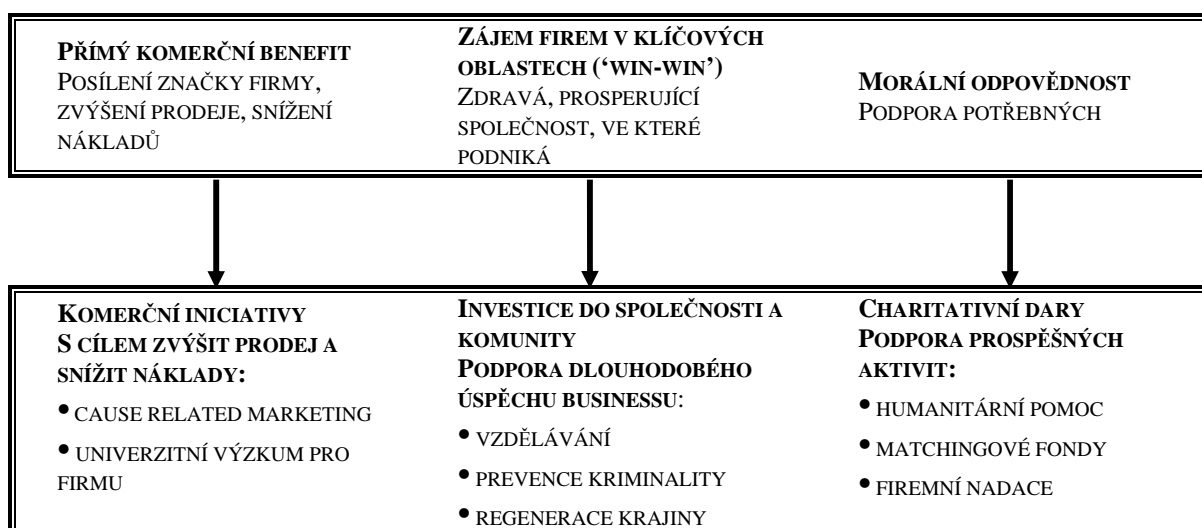 PŘÍMÝ KOMERČNÍ BENEFIT
POSÍLENÍ ZNAČKY FIRMY,
ZVÝŠENÍ PRODEJE, SNÍŽENÍ
NÁKLADŮ
ZÁJEM FIREM V KLÍČOVÝCH
OBLASTECH (‘WIN-WIN’)
ZDRAVÁ, PROSPERUJÍCÍ
SPOLEČNOST, VE KTERÉ
PODNIKÁ
MORÁLNÍ ODPOVĚDNOST
PODPORA POTŘEBNÝCH
KOMERČNÍ INICIATIVY
S CÍLEM ZVÝŠIT PRODEJ A
SNÍŽIT NÁKLADY:
• CAUSE RELATED MARKETING
• UNIVERZITNÍ VÝZKUM PRO
FIRMU
INVESTICE DO SPOLEČNOSTI A
KOMUNITY
PODPORA DLOUHODOBÉHO
ÚSPĚCHU BUSINESSU:
• VZDĚLÁVÁNÍ
• PREVENCE KRIMINALITY
• REGENERACE KRAJINY
CHARITATIVNÍ DARY
PODPORA PROSPĚŠNÝCH
AKTIVIT:
• HUMANITÁRNÍ POMOC
• MATCHINGOVÉ FONDY
• FIREMNÍ NADACE